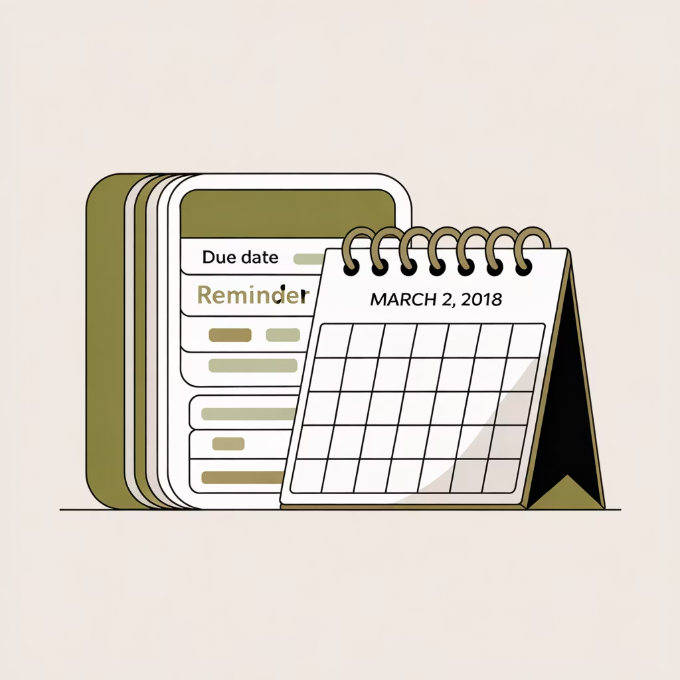 Due date
Reminder
MARCH 2, 2018